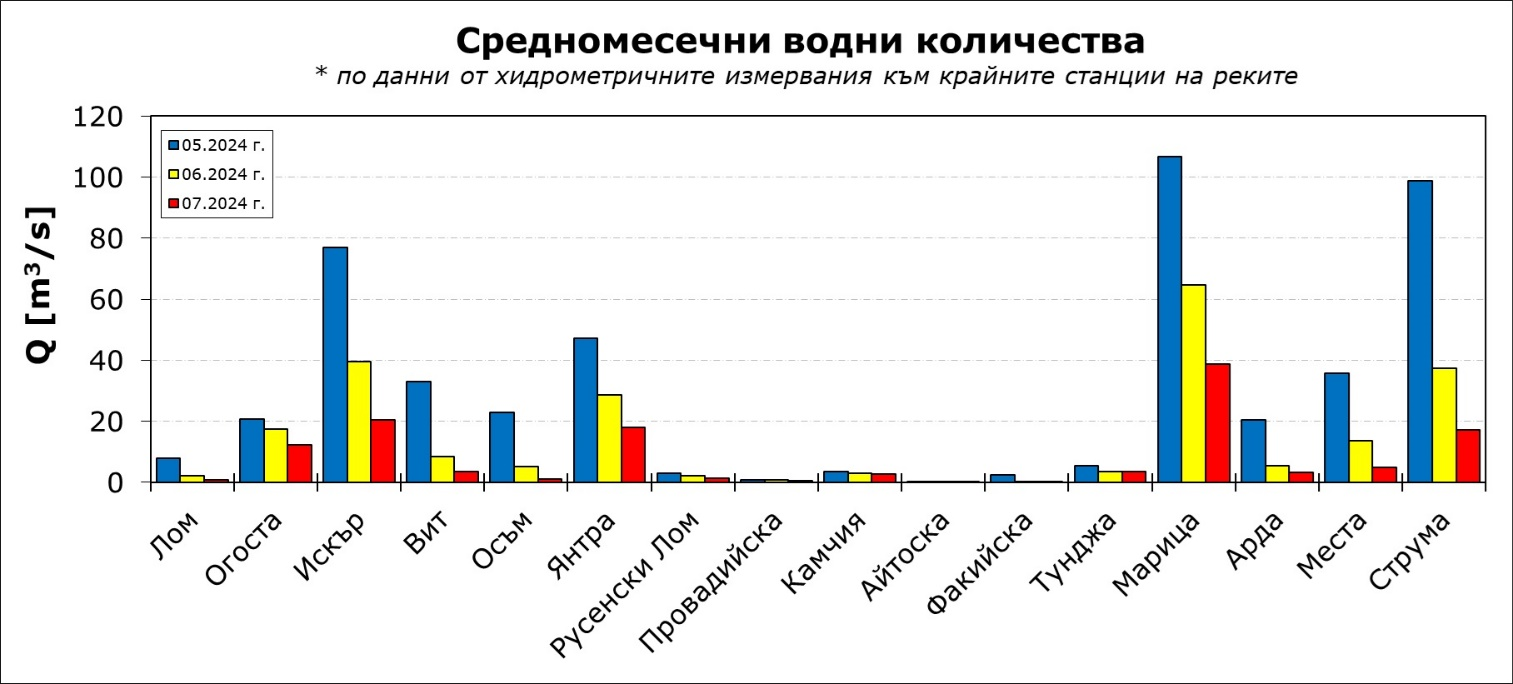 Средномесечни водни количества
* по данни от хидрометричните измервания към крайните станции на реките
Q [m³/s]
120
100
80
60
40
20
0
05.2024 г.
06.2024 г.
07.2024 г.
Лом
Огоста
Искър
Вит
Осъм
Янтра
Русенски Лом
Провадийска
Камчия
Айтоска
Факийска
Тунджа
Марица
Арда
Места
Струма